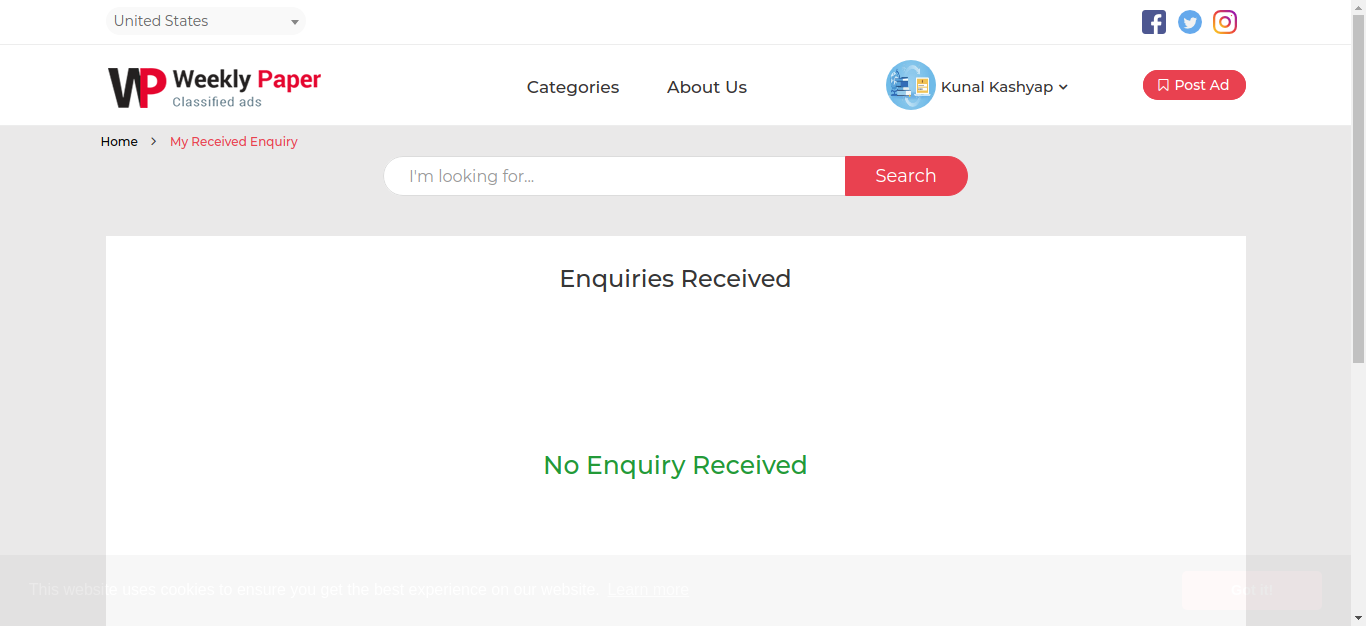 United States
WP Weekly Paper
Classified ads
Categories
About Us
Kunal Kashyap
Post Ad
Home > My Received Enquiry
I'm looking for...
Search
Enquiries Received
No Enquiry Received
This website uses cookies to ensure you get the best experience on our website. Learn more
Got it!